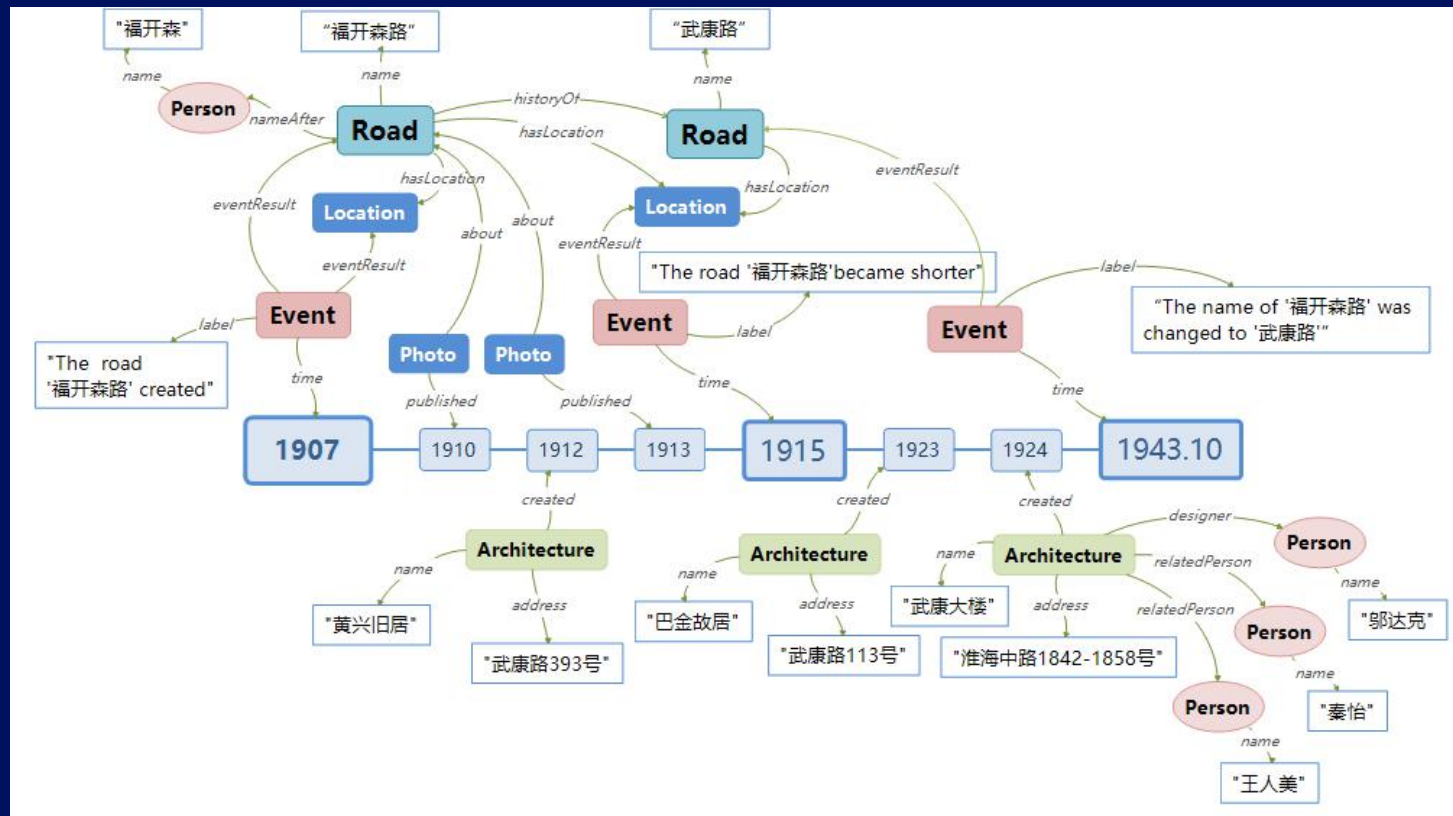 "福开森"
“福开森路”
“武康路”
name
name
name
Person
nameAfter
Road
historyOf
hasLocation
Road
eventResult
hasLocation
hasLocation
eventResult
Location
Location
about
about
eventResult
eventResult
"The road '福开森路'became shorter"
label
Event
label
Event
label
Event
“The name of '福开森路' was
changed to '武康路'“
"The road
'福开森路' created"
Photo
Photo
time
published
published
time
time
1907
1910
1912
1913
1915
1923
1924
1943.10
created
created
created
designer
Architecture
Architecture
Architecture
Person
name
name
name
relatedPerson
name
address
address
address
relatedPerson
"黄兴旧居"
"巴金故居"
"武康大楼"
"邬达克"
"武康路393号"
"武康路113号"
"淮海中路1842-1858号"
Person
name
Person
"秦怡"
name
"王人美"